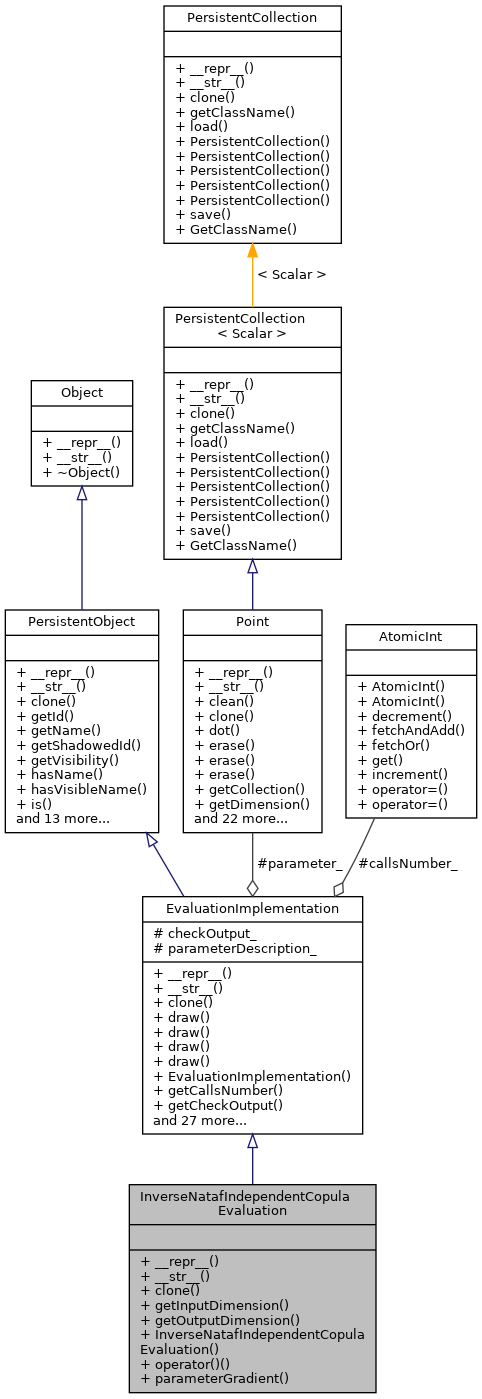 PersistentCollection
+ __repr__()
+ __str__()
+ clone()
+ getClassName()
+ load()
+ PersistentCollection()
+ PersistentCollection()
+ PersistentCollection()
+ PersistentCollection()
+ PersistentCollection()
+ save()
+ GetClassName()
< Scalar >
PersistentCollection
< Scalar >
+ __repr__()
+ __str__()
+ clone()
+ getClassName()
+ load()
+ PersistentCollection()
+ PersistentCollection()
+ PersistentCollection()
+ PersistentCollection()
+ PersistentCollection()
+ save()
+ GetClassName()
Object
+ __repr__()
+ __str__()
+ ~Object()
PersistentObject
+ __repr__()
+ __str__()
+ clone()
+ getId()
+ getName()
+ getShadowedId()
+ getVisibility()
+ hasName()
+ hasVisibleName()
+ is()
and 13 more...
Point
+ __repr__()
+ __str__()
+ clean()
+ clone()
+ dot()
+ erase()
+ erase()
+ erase()
+ getCollection()
+ getDimension()
and 22 more...
AtomicInt
+ AtomicInt()
+ AtomicInt()
+ decrement()
+ fetchAndAdd()
+ fetchOr()
+ get()
+ increment()
+ operator=()
+ operator=()
#parameter_
#callsNumber_
EvaluationImplementation
# checkOutput_
# parameterDescription_
+ __repr__()
+ __str__()
+ clone()
+ draw()
+ draw()
+ draw()
+ draw()
+ EvaluationImplementation()
+ getCallsNumber()
+ getCheckOutput()
and 27 more...
InverseNatafIndependentCopula
Evaluation
+ __repr__()
+ __str__()
+ clone()
+ getInputDimension()
+ getOutputDimension()
+ InverseNatafIndependentCopula
Evaluation()
+ operator()()
+ parameterGradient()